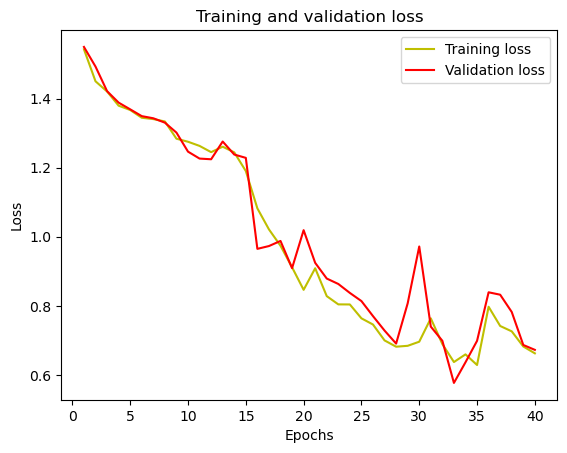 Training and validation loss
Training loss
Validation loss
1.4
1.2
1.0
0.8
0.6
Loss
0
5
10
15
20
25
30
35
40
Epochs